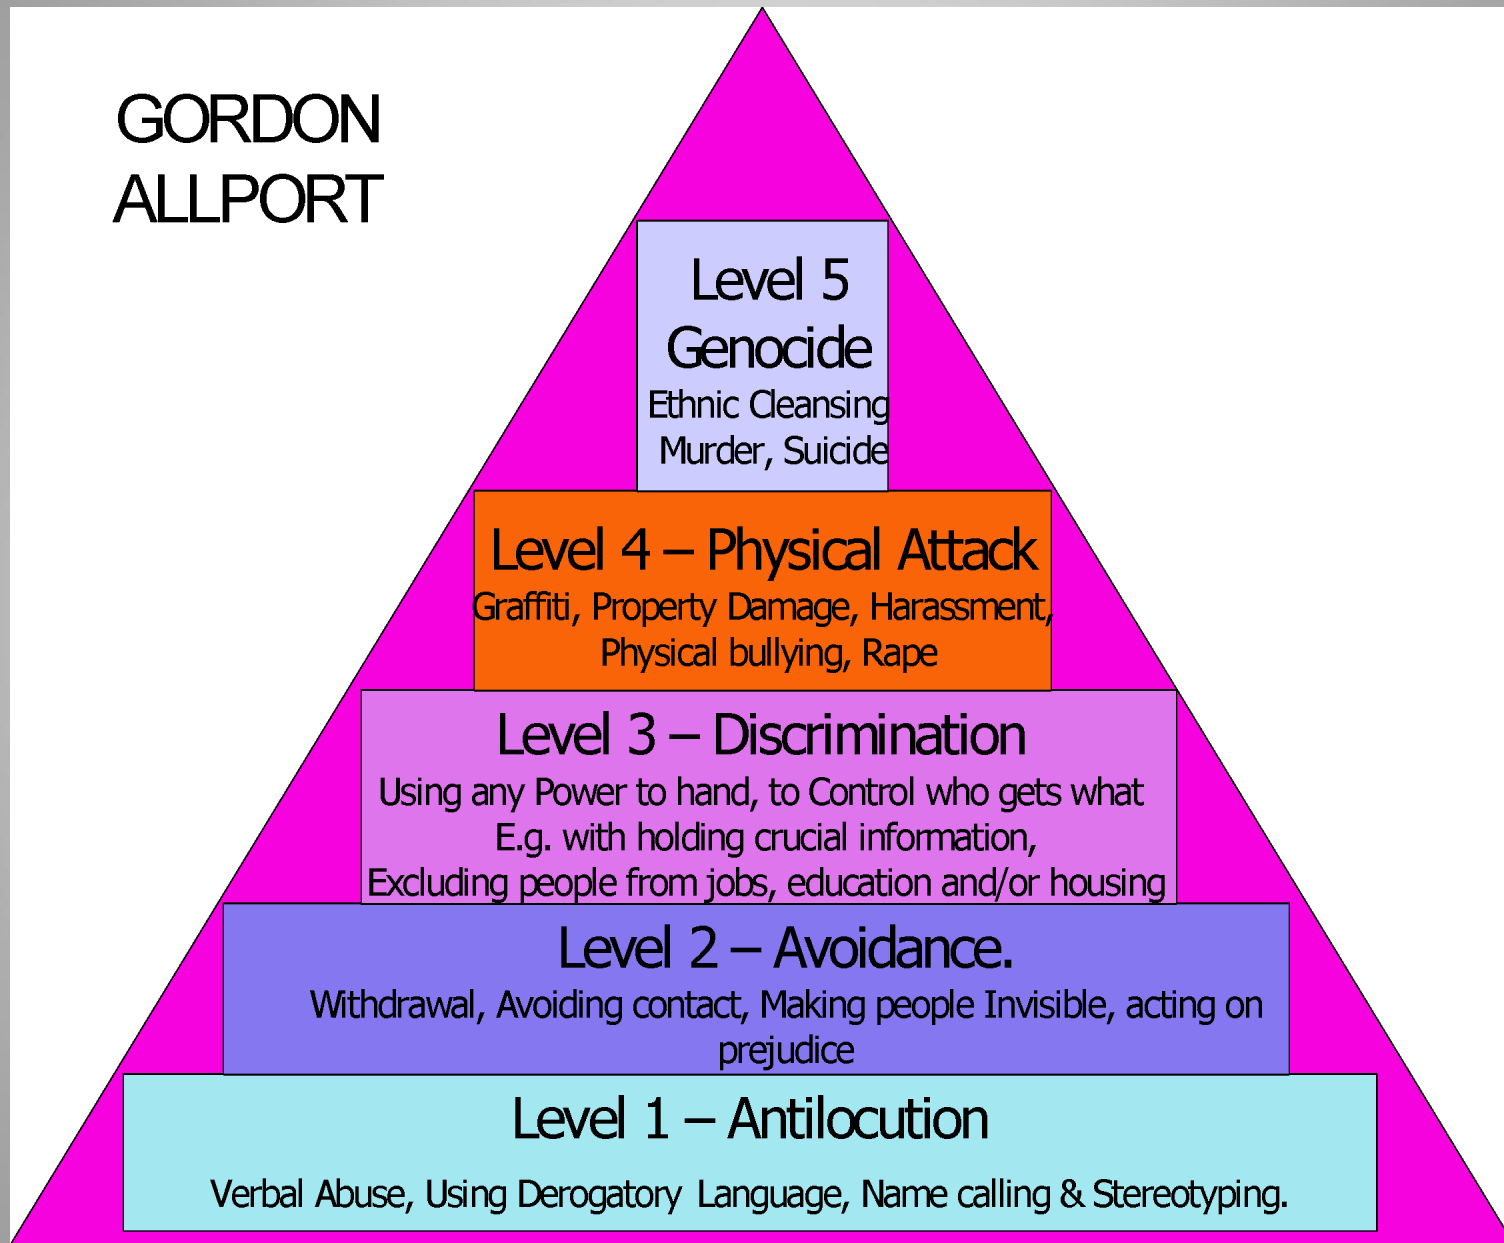 GORDON
ALLPORT
Level 5
Genocide
Ethnic Cleansing
Murder, Suicide
Level 4 – Physical Attack
Graffiti, Property Damage, Harassment,
Physical bullying, Rape
Level 3 – Discrimination
Using any Power to hand, to Control who gets what
E.g. with holding crucial information,
Excluding people from jobs, education and/or housing
Level 2 – Avoidance.
Withdrawal, Avoiding contact, Making people Invisible, acting on
prejudice
Level 1 – Antilocution
Verbal Abuse, Using Derogatory Language, Name calling & Stereotyping.